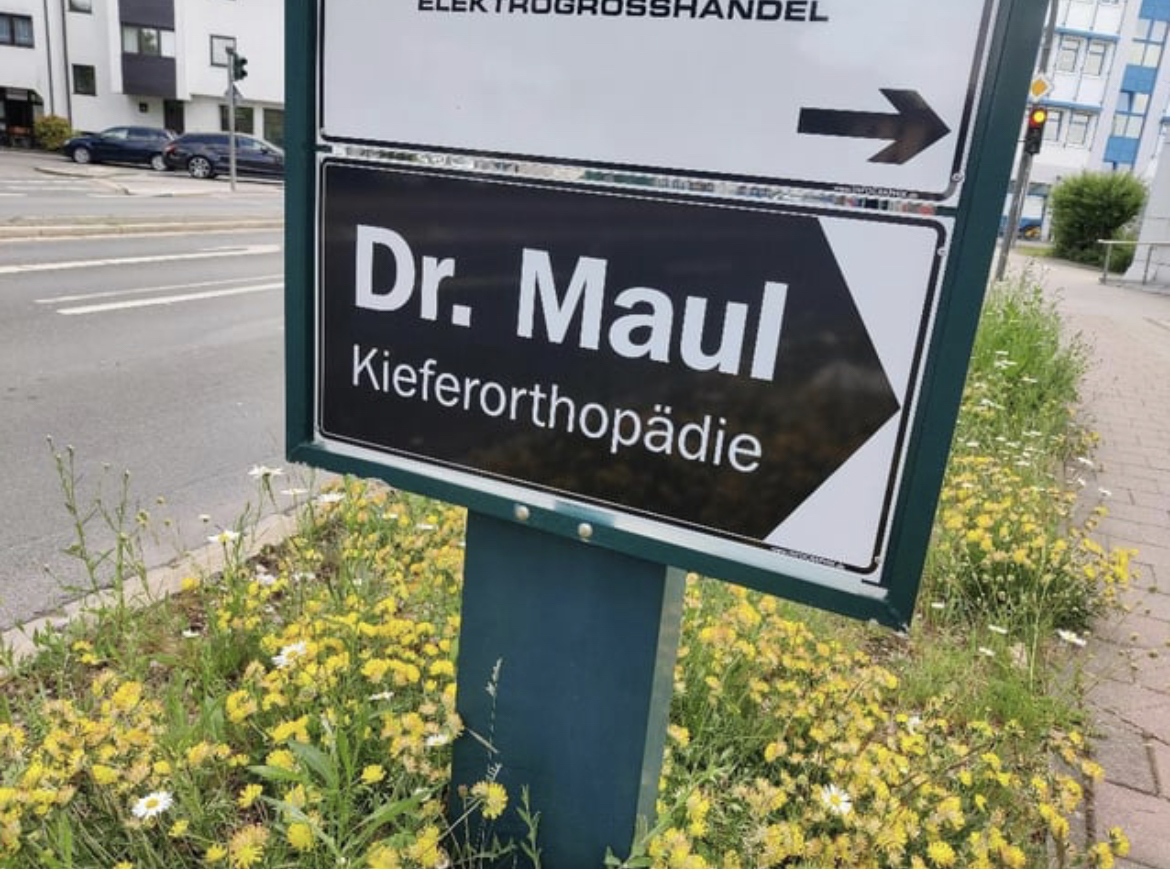 ELEKTROGROSSHANDEL
Dr. Maul
Kieferorthopädie